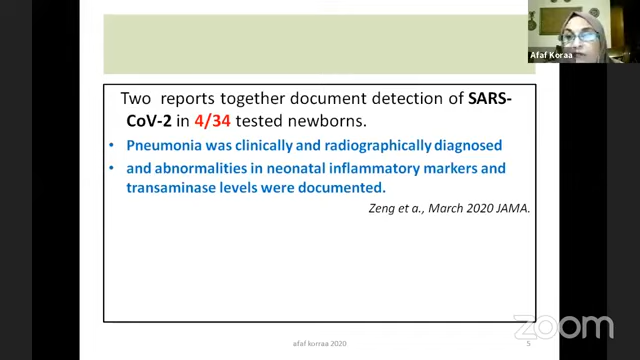 Afaf Koraa
Two reports together document detection of SARS-
CoV-2 in 4/34 tested newborns.
• Pneumonia was clinically and radiographically diagnosed
• and abnormalities in neonatal inflammatory markers and
transaminase levels were documented.
Zeng et a., March 2020 JAMA.
zoom
afaf korraa 2020
5